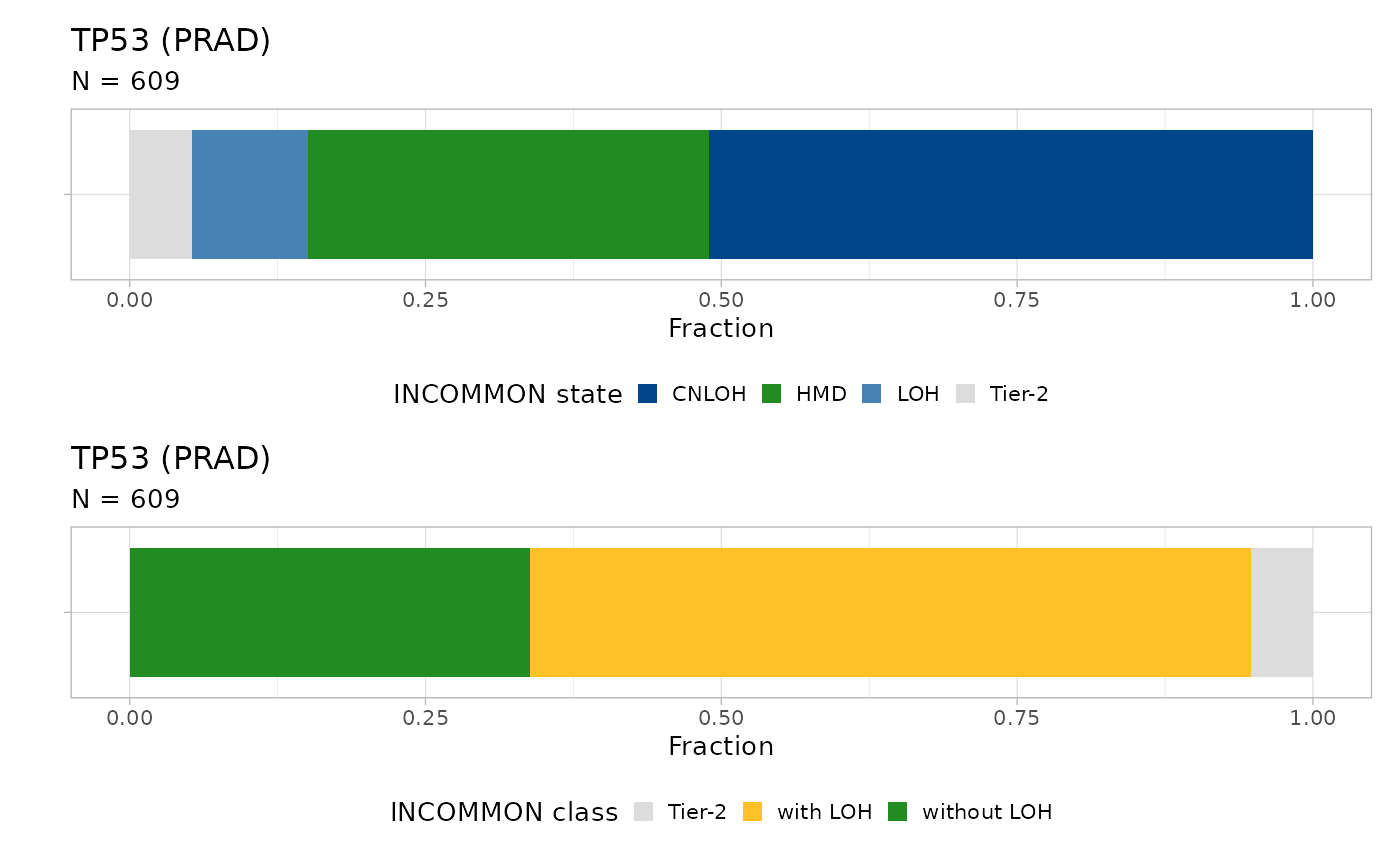 TP53 (PRAD)
N = 609
0.00 0.25 0.50 0.75 1.00
Fraction
INCOMMON state CNLOH HMD LOH Tier-2
TP53 (PRAD)
N = 609
0.00 0.25 0.50 0.75 1.00
Fraction
INCOMMON class Tier-2 with LOH without LOH